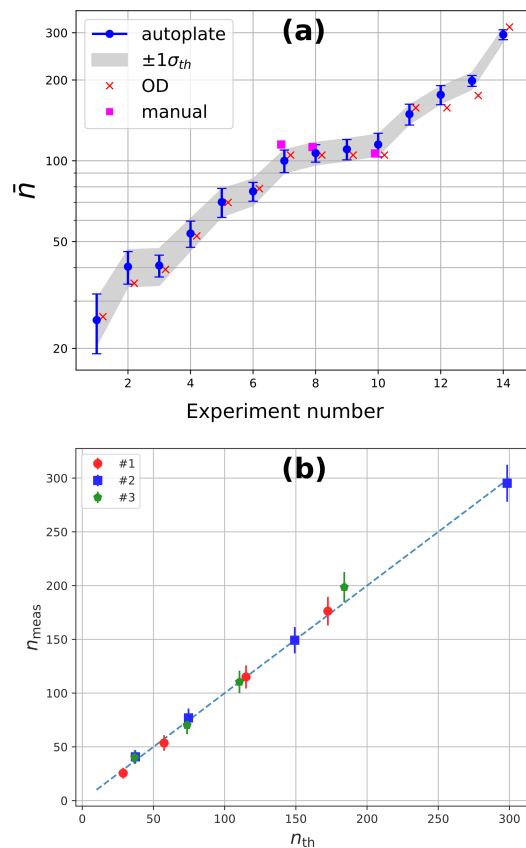 (a)
autoplate
±1σth
OD
manual
300
200
100
50
20
n̄
2 4 6 8 10 12 14
Experiment number
(b)
#1
#2
#3
300
250
200
150
100
50
0
nmeas
0 50 100 150 200 250 300
nth